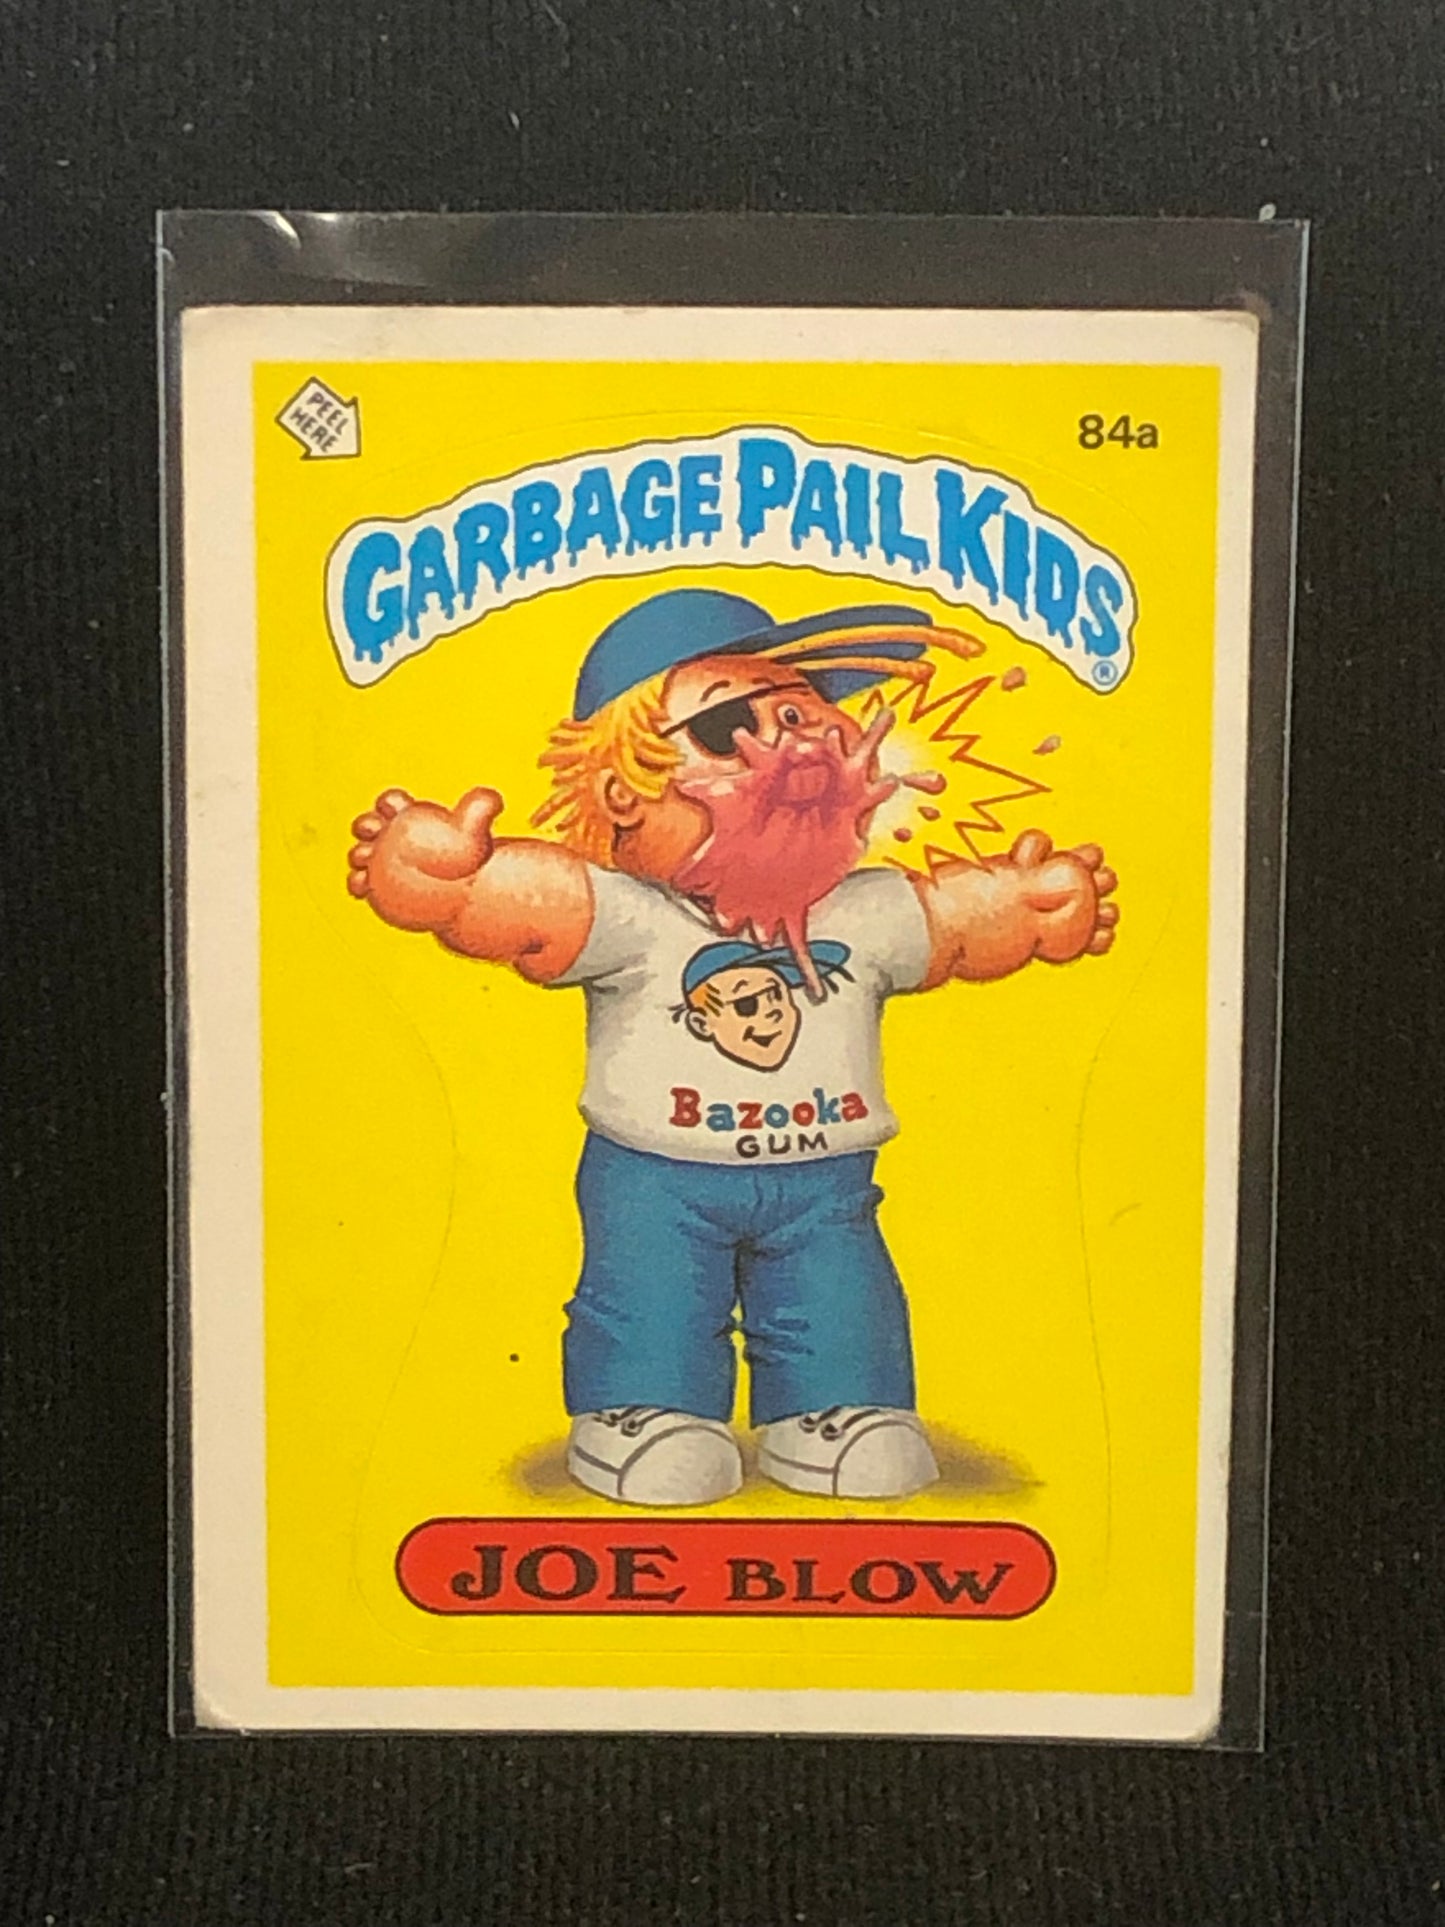 PEEL
HERE
84a
GARBAGE PAIL KIDS
®
Bazooka
GUM
JOE BLOW